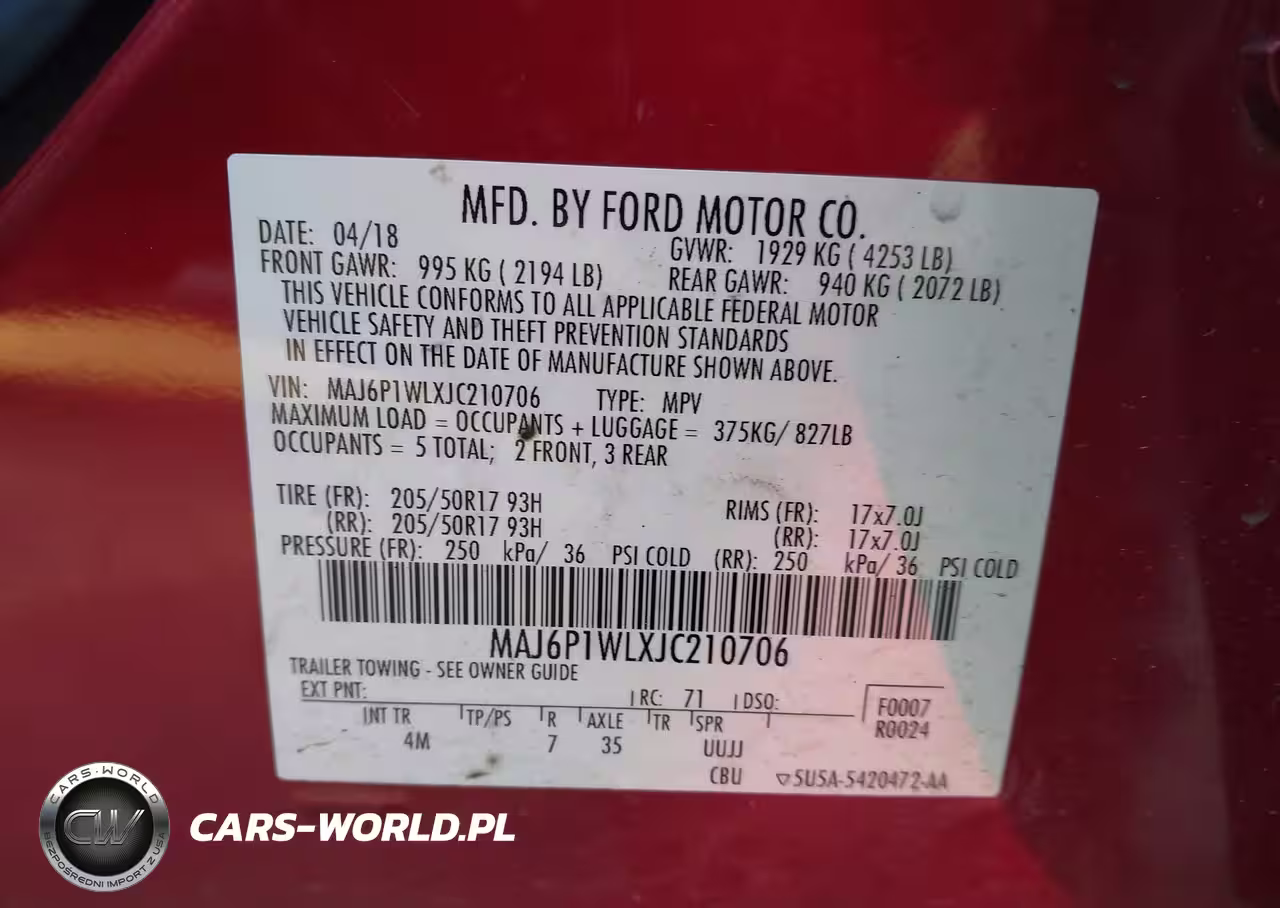 MFD. BY FORD MOTOR CO.
DATE: 04/18 GVWR: 1929 KG ( 4253 LB)
FRONT GAWR: 995 KG ( 2194 LB) REAR GAWR: 940 KG ( 2072 LB)
THIS VEHICLE CONFORMS TO ALL APPLICABLE FEDERAL MOTOR
VEHICLE SAFETY AND THEFT PREVENTION STANDARDS
IN EFFECT ON THE DATE OF MANUFACTURE SHOWN ABOVE.
VIN: MAJ6P1WLXJC210706 TYPE: MPV
MAXIMUM LOAD = OCCUPANTS + LUGGAGE = 375KG/ 827LB
OCCUPANTS = 5 TOTAL; 2 FRONT, 3 REAR
TIRE (FR): 205/50R17 93H RIMS (FR): 17x7.0J
(RR): 205/50R17 93H (RR): 17x7.0J
PRESSURE (FR): 250 kPa/ 36 PSI COLD (RR): 250 kPa/ 36 PSI COLD
MAJ6P1WLXJC210706
TRAILER TOWING - SEE OWNER GUIDE
EXT PNT: RC: 71 DSO: F0007
INT TR TP/PS R AXLE TR SPR R0024
4M 7 35 UUJJ
CBU ▽5U5A-5420472-AA
CARS-WORLD
CW
BEZPOŚREDNI IMPORT Z USA
CARS-WORLD.PL